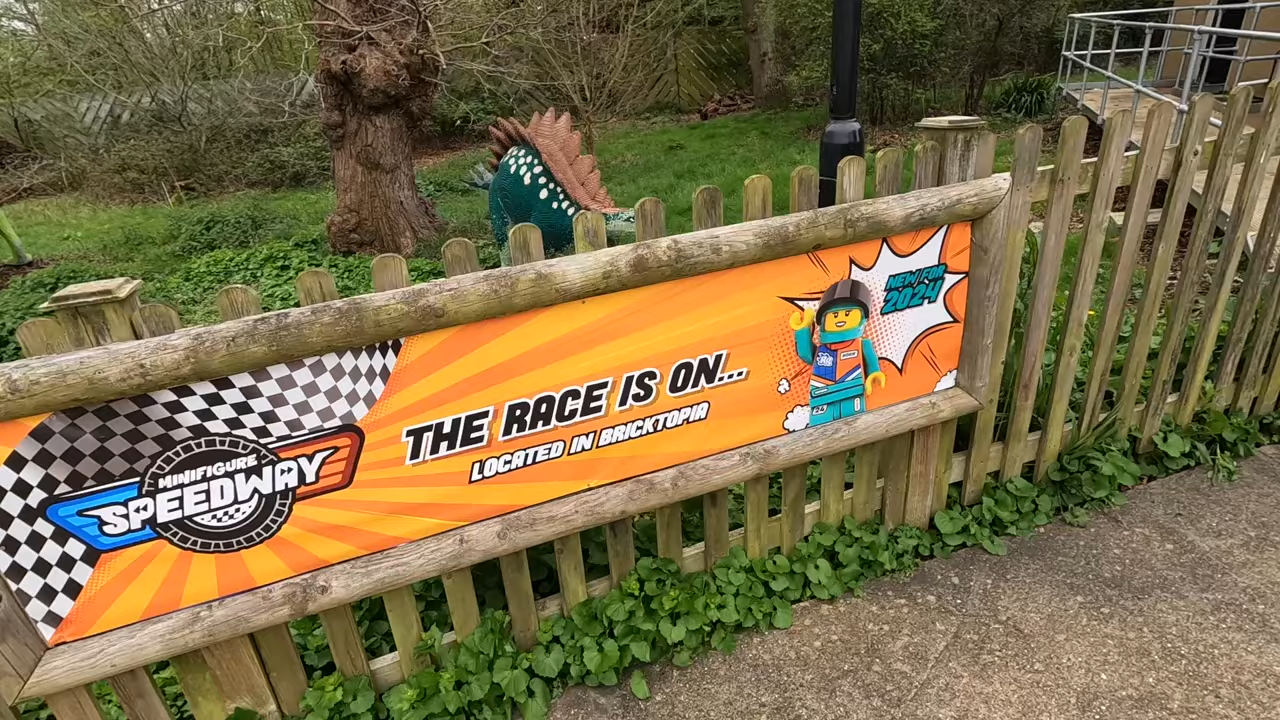 MINIFIGURE
SPEEDWAY
THE RACE IS ON...
LOCATED IN BRICKTOPIA
NEW FOR
2024